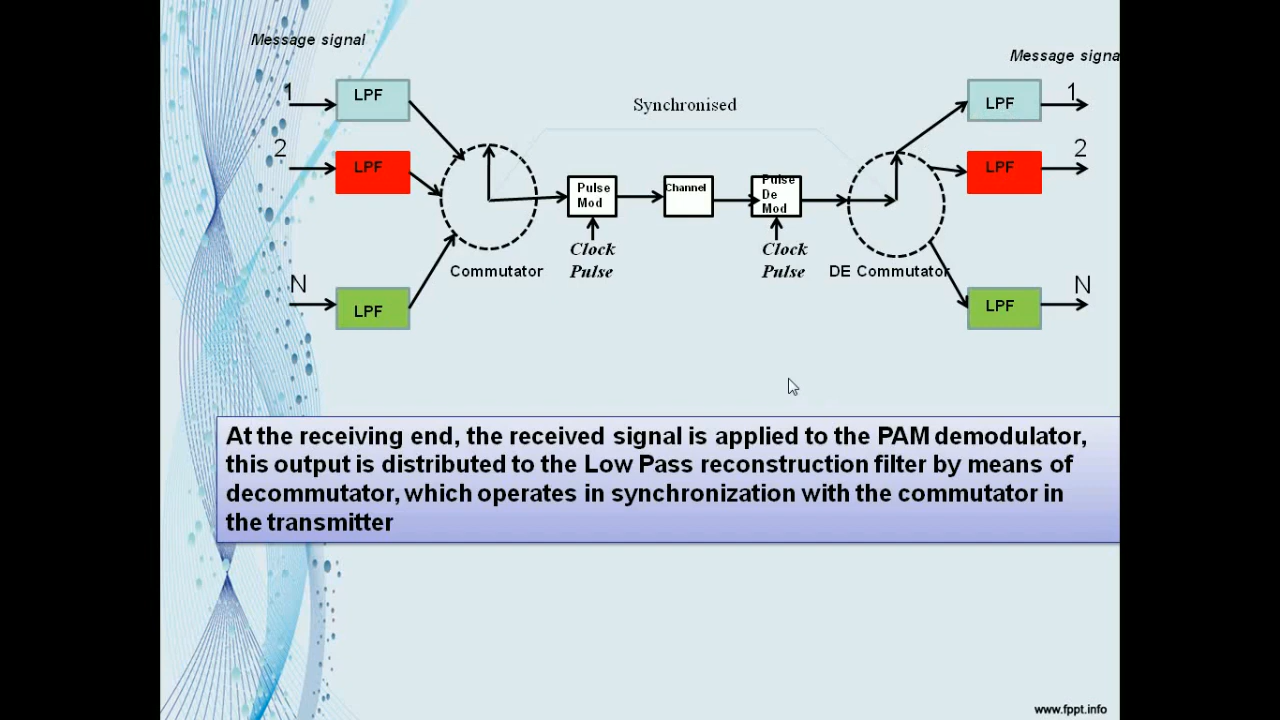 Message signal
Message signa
1
LPF
Synchronised
LPF
1
2
LPF
LPF
2
Pulse
Mod
Channel
Pulse
De
Mod
Clock
Pulse
Clock
Pulse
Commutator
DE Commutator
N
LPF
LPF
N
At the receiving end, the received signal is applied to the PAM demodulator,
this output is distributed to the Low Pass reconstruction filter by means of
decommutator, which operates in synchronization with the commutator in
the transmitter
www.fppt.info